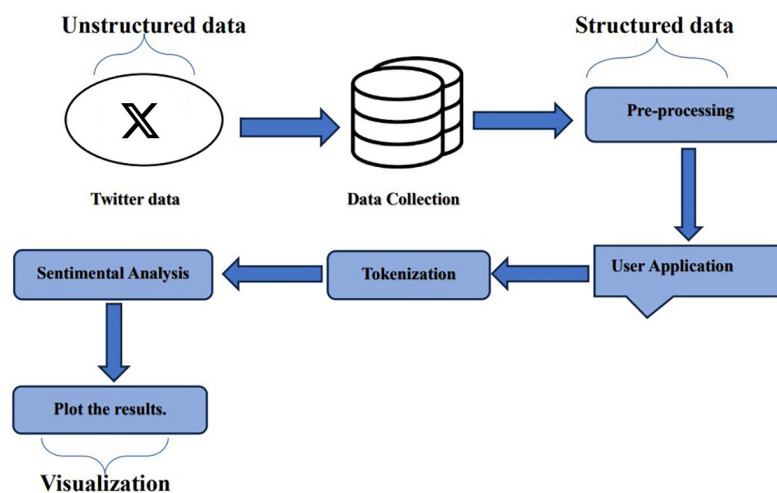 Unstructured data
Structured data
𝕏
Pre-processing
Twitter data
Data Collection
Sentimental Analysis
Tokenization
User Application
Plot the results.
Visualization